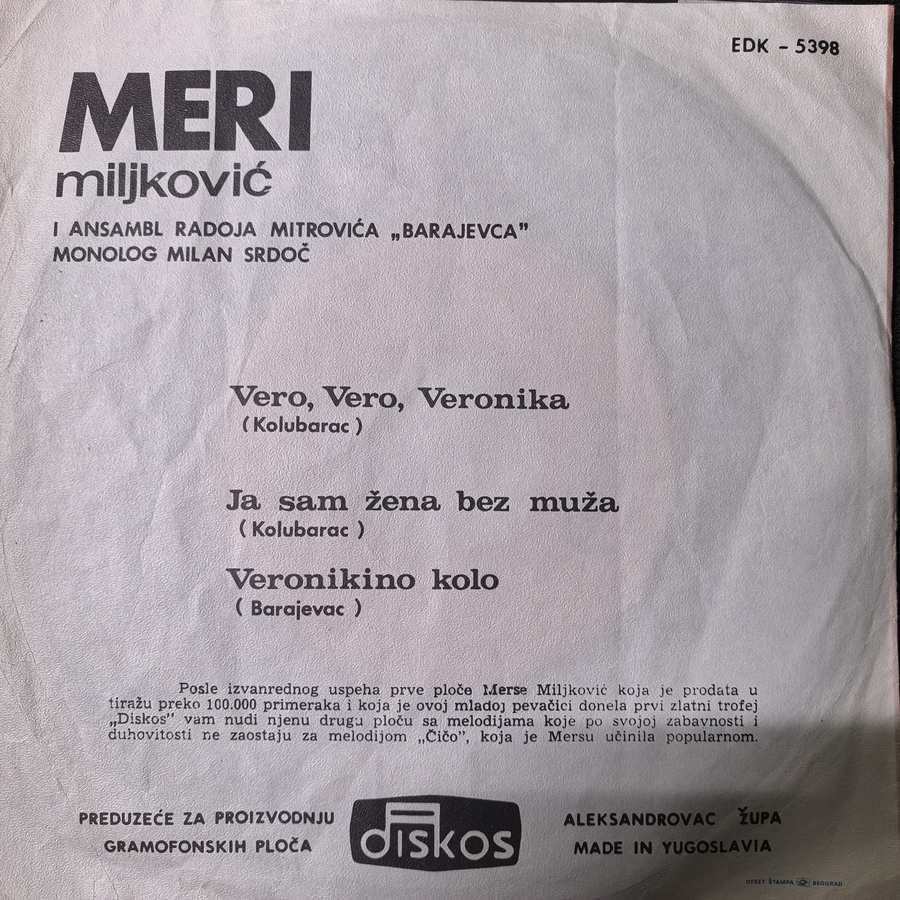 EDK - 5398
MERI
miljković
I ANSAMBL RADOJA MITROVIĆA „BARAJEVCA”
MONOLOG MILAN SRDOČ
Vero, Vero, Veronika
(Kolubarac)
Ja sam žena bez muža
(Kolubarac)
Veronikino kolo
(Barajevac)
Posle izvanrednog uspeha prve ploče Merse Miljković koja je prodata u
tiražu preko 100.000 primeraka i koja je ovoj mladoj pevačici donela prvi zlatni trofej
„Diskos” vam nudi njenu drugu ploču sa melodijama koje po svojoj zabavnosti i
duhovitosti ne zaostaju za melodijom „Čičo”, koja je Mersu učinila popularnom.
PREDUZEĆE ZA PROIZVODNJU
GRAMOFONSKIH PLOČA
diskos
ALEKSANDROVAC ŽUPA
MADE IN YUGOSLAVIA
OFSET ŠTAMPA BEOGRAD